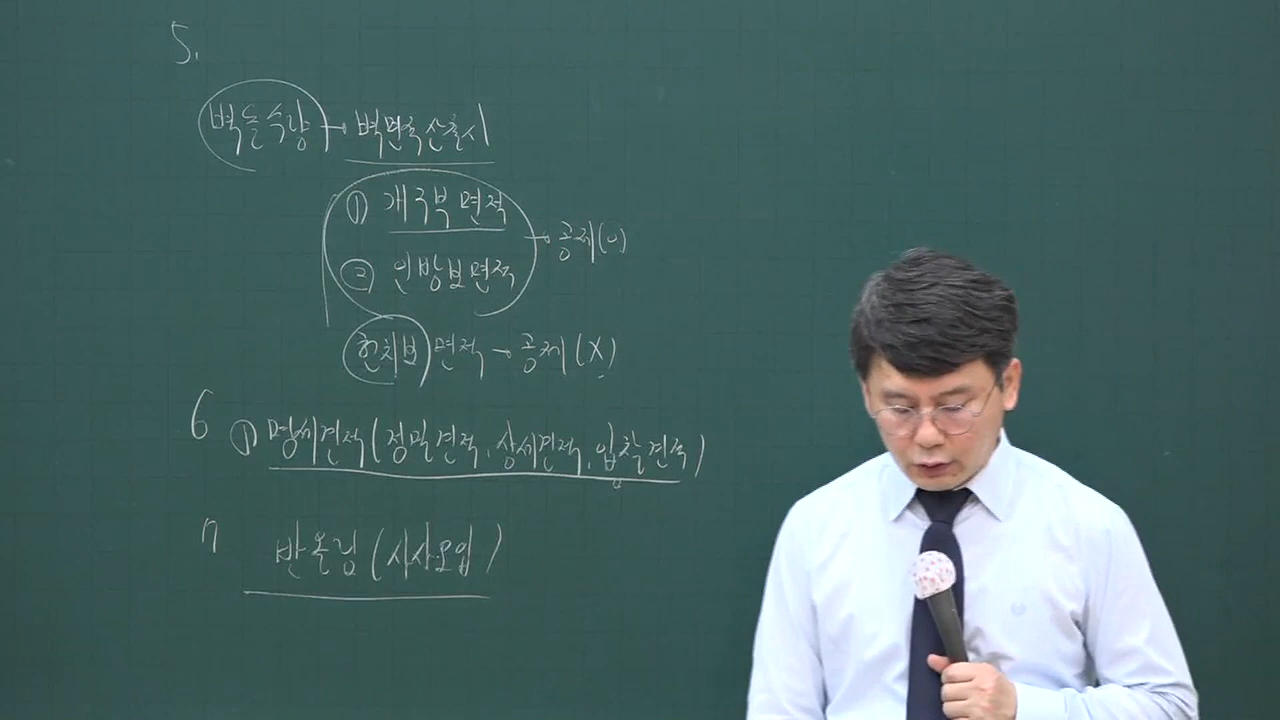 5.
벽돌수량 → 벽면적산출시
① 개구부 면적
② 인방보면적
→ 공제(O)
현치보 면적 → 공제(X)
6 ① 명세견적(정밀견적, 상세견적, 입찰견적)
7 반올림(사사오입)